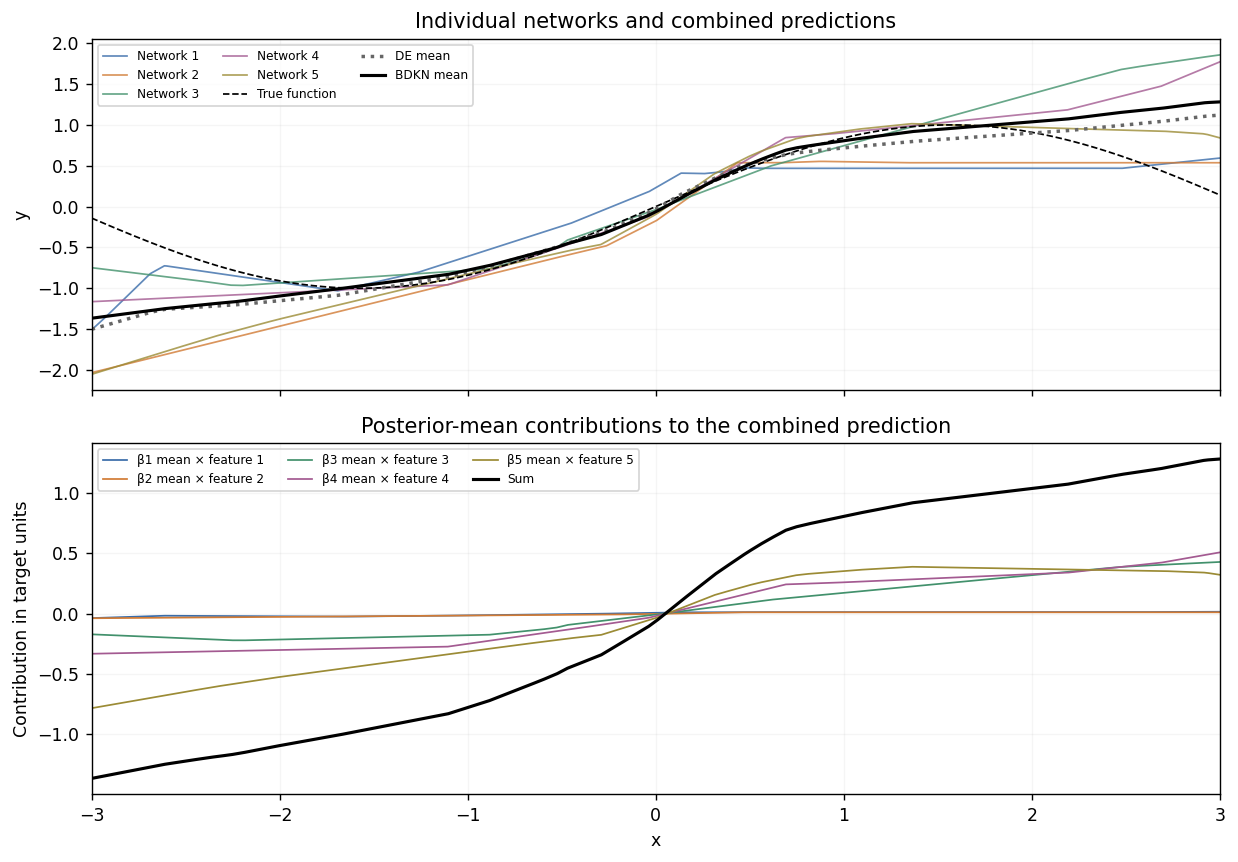 Individual networks and combined predictions
Network 1 Network 4 DE mean
Network 2 Network 5 BDKN mean
Network 3 True function
2.0
1.5
1.0
0.5
0.0
−0.5
−1.0
−1.5
−2.0
y
Posterior-mean contributions to the combined prediction
β1 mean × feature 1 β3 mean × feature 3 β5 mean × feature 5
β2 mean × feature 2 β4 mean × feature 4 Sum
1.0
0.5
0.0
−0.5
−1.0
Contribution in target units
−3 −2 −1 0 1 2 3
x